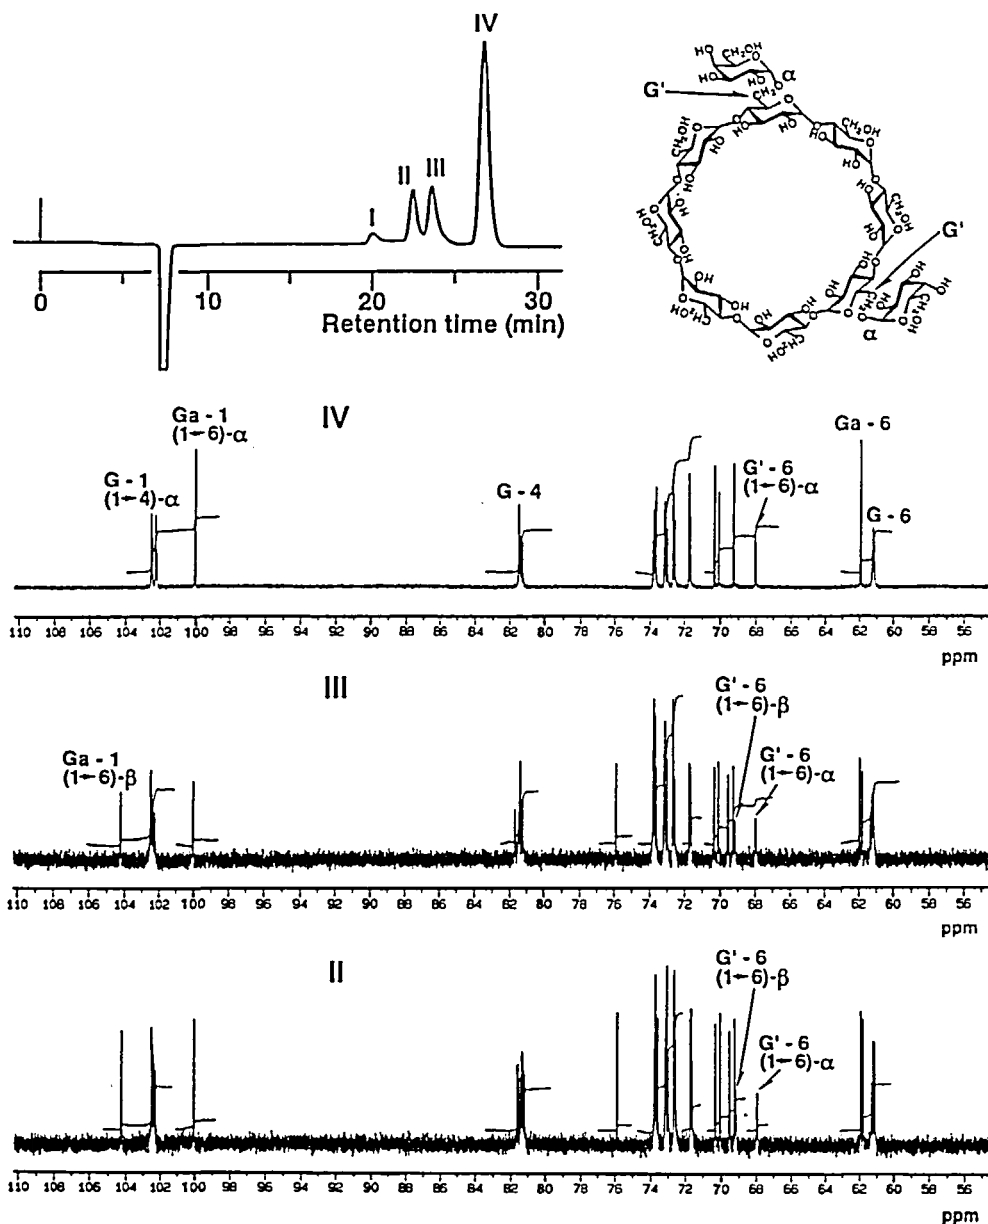 IV
II
III
I
0
10
20
30
Retention time (min)
HO
CH₂OH
HO
HO
O
α
G'
CH₂
G'
α
IV
Ga - 1
(1→6)-α
G - 1
(1→4)-α
G - 4
G' - 6
(1→6)-α
Ga - 6
G - 6
110 108 106 104 102 100 98 96 94 92 90 88 86 84 82 80 78 76 74 72 70 68 66 64 62 60 58 56
ppm
III
Ga - 1
(1→6)-β
G' - 6
(1→6)-β
G' - 6
(1→6)-α
110 108 106 104 102 100 98 96 94 92 90 88 86 84 82 80 78 76 74 72 70 68 66 64 62 60 58 56
ppm
II
G' - 6
(1→6)-β
G' - 6
(1→6)-α
110 108 106 104 102 100 98 96 94 92 90 88 86 84 82 80 78 76 74 72 70 68 66 64 62 60 58 56
ppm